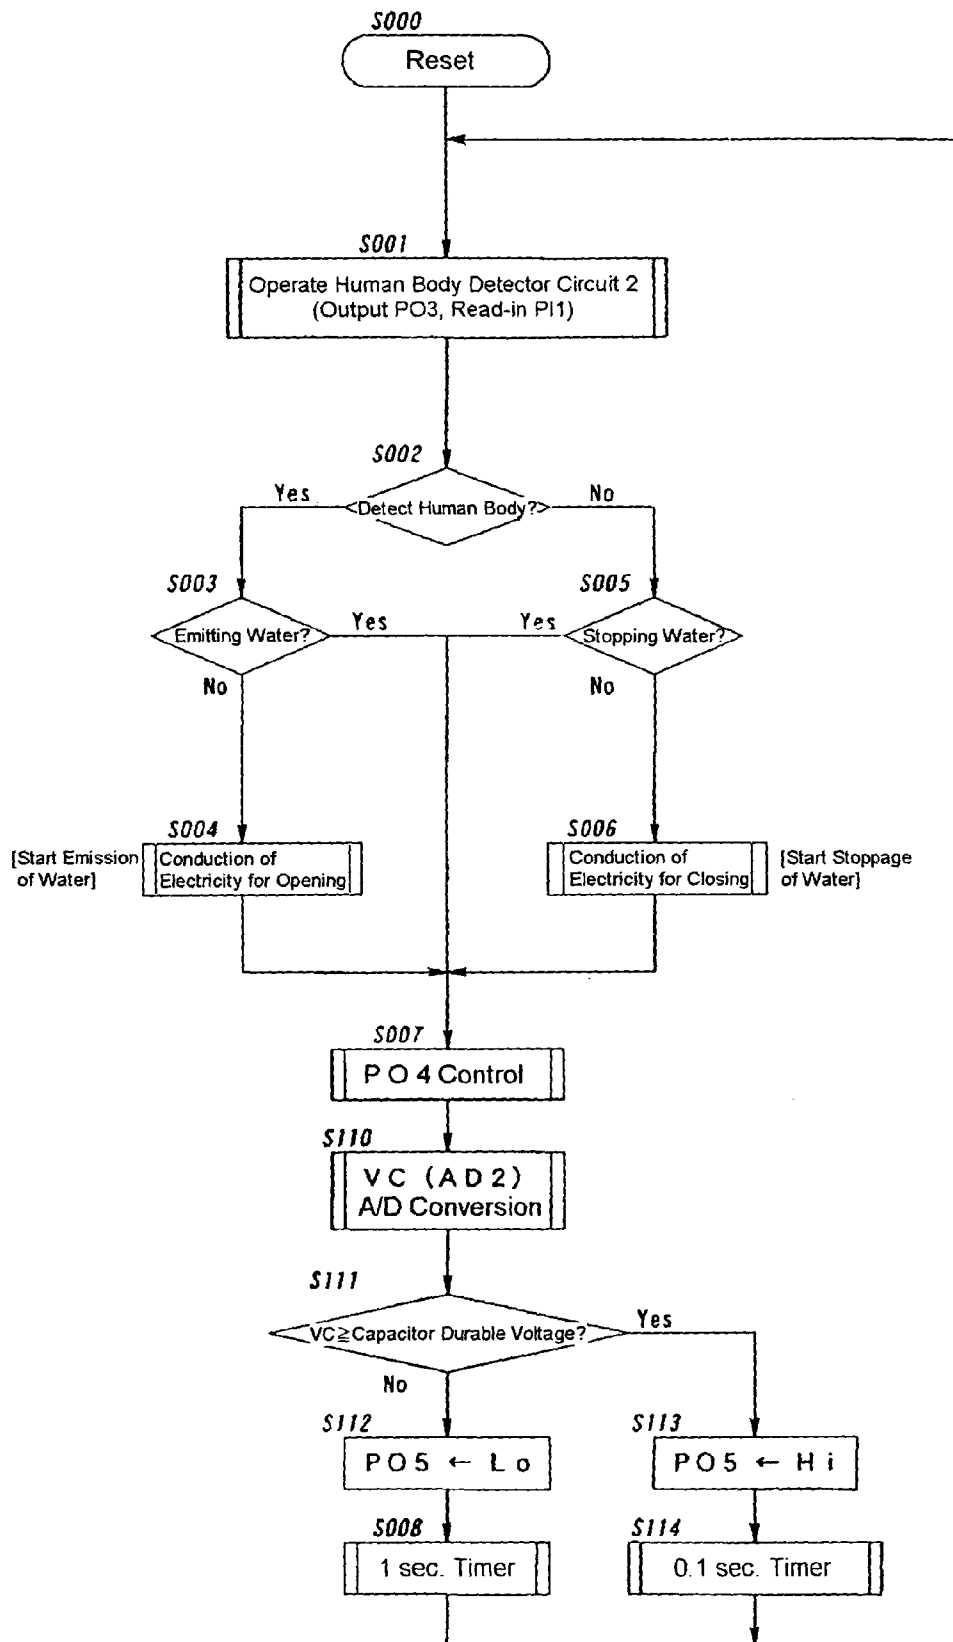 S000
Reset
S001
Operate Human Body Detector Circuit 2
(Output PO3, Read-in PI1)
S002
Yes
Detect Human Body?
No
S003
S005
Emitting Water?
Yes
Yes
Stopping Water?
No
No
S004
S006
[Start Emission
of Water]
Conduction of
Electricity for Opening
Conduction of
Electricity for Closing
[Start Stoppage
of Water]
S007
PO4 Control
S110
VC (AD2)
A/D Conversion
S111
VC≧Capacitor Durable Voltage?
Yes
No
S112
S113
PO5 ← Lo
PO5 ← Hi
S008
S114
1 sec. Timer
0.1 sec. Timer